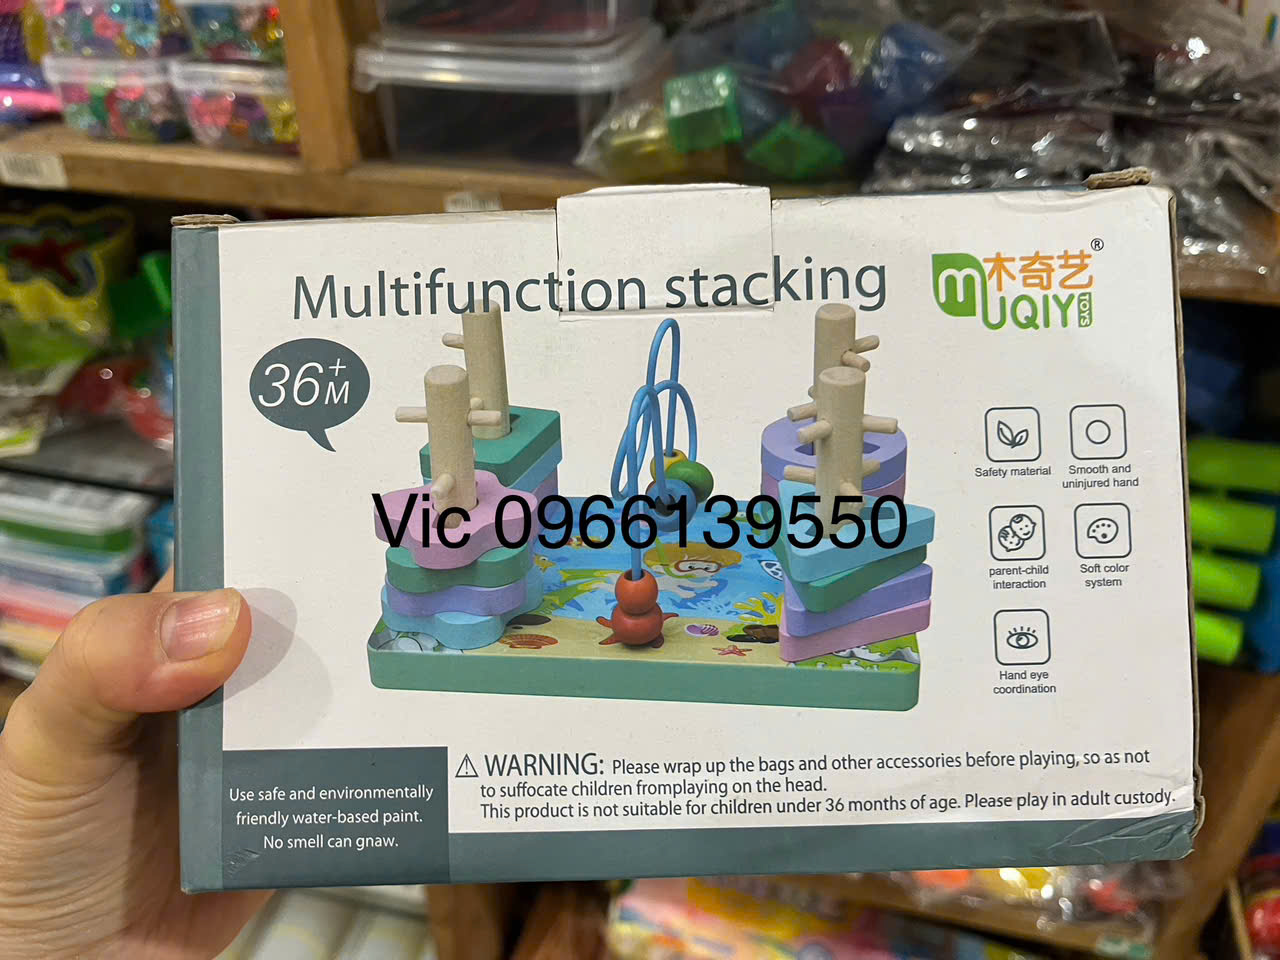 Multifunction stacking
木奇艺®
MUQIYI
TOYS
36+M
Safety material
Smooth and
uninjured hand
Vic 0966139550
parent-child
interaction
Soft color
system
Hand eye
coordination
⚠ WARNING: Please wrap up the bags and other accessories before playing, so as not
to suffocate children fromplaying on the head.
This product is not suitable for children under 36 months of age. Please play in adult custody.
Use safe and environmentally
friendly water-based paint.
No smell can gnaw.